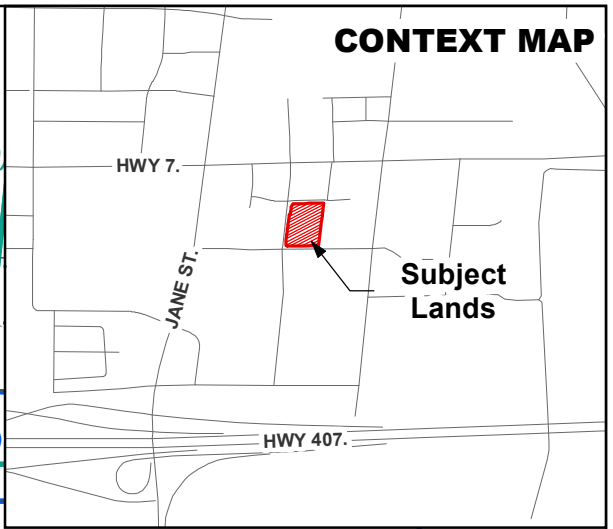 CONTEXT MAP
HWY 7.
JANE ST.
Subject
Lands
HWY 407.